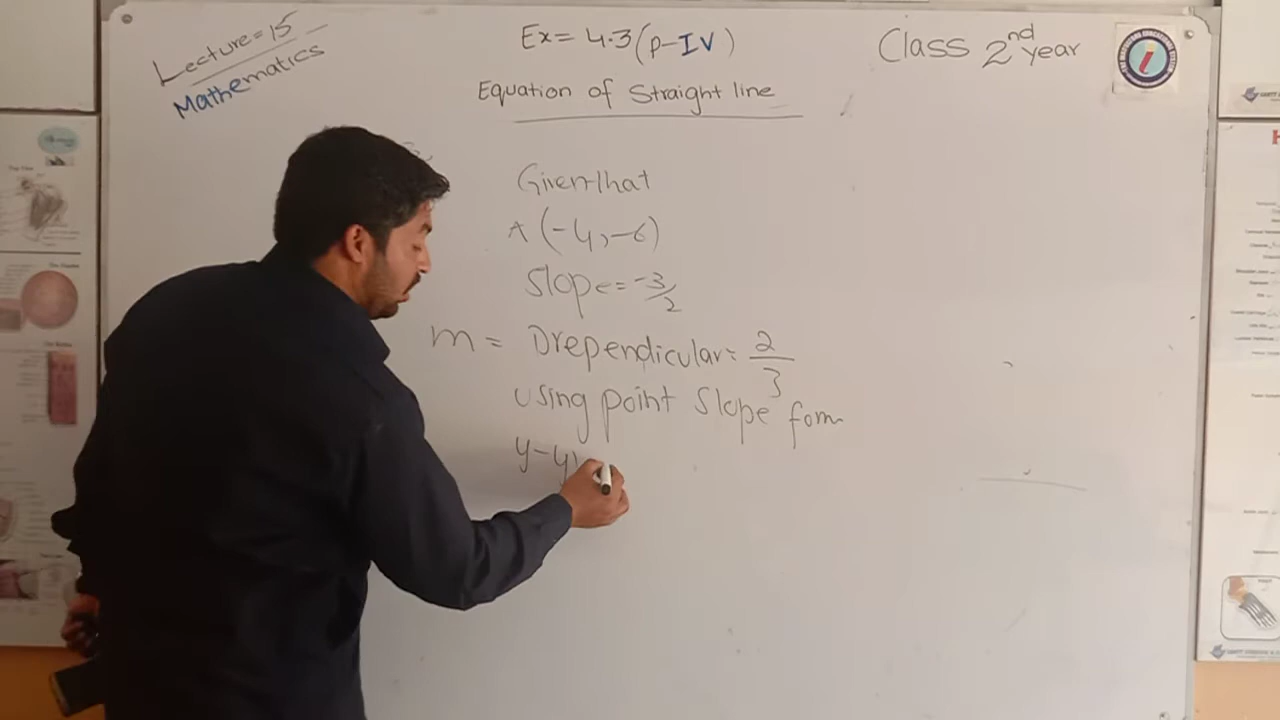 Lecture=15
Mathematics
Ex= 4.3 (P-IV)
Equation of Straight line
Class 2nd year
Given that
A (-4, -6)
Slope = -3/2
m = Drependicular = 2/3
using point slope form
y-y1